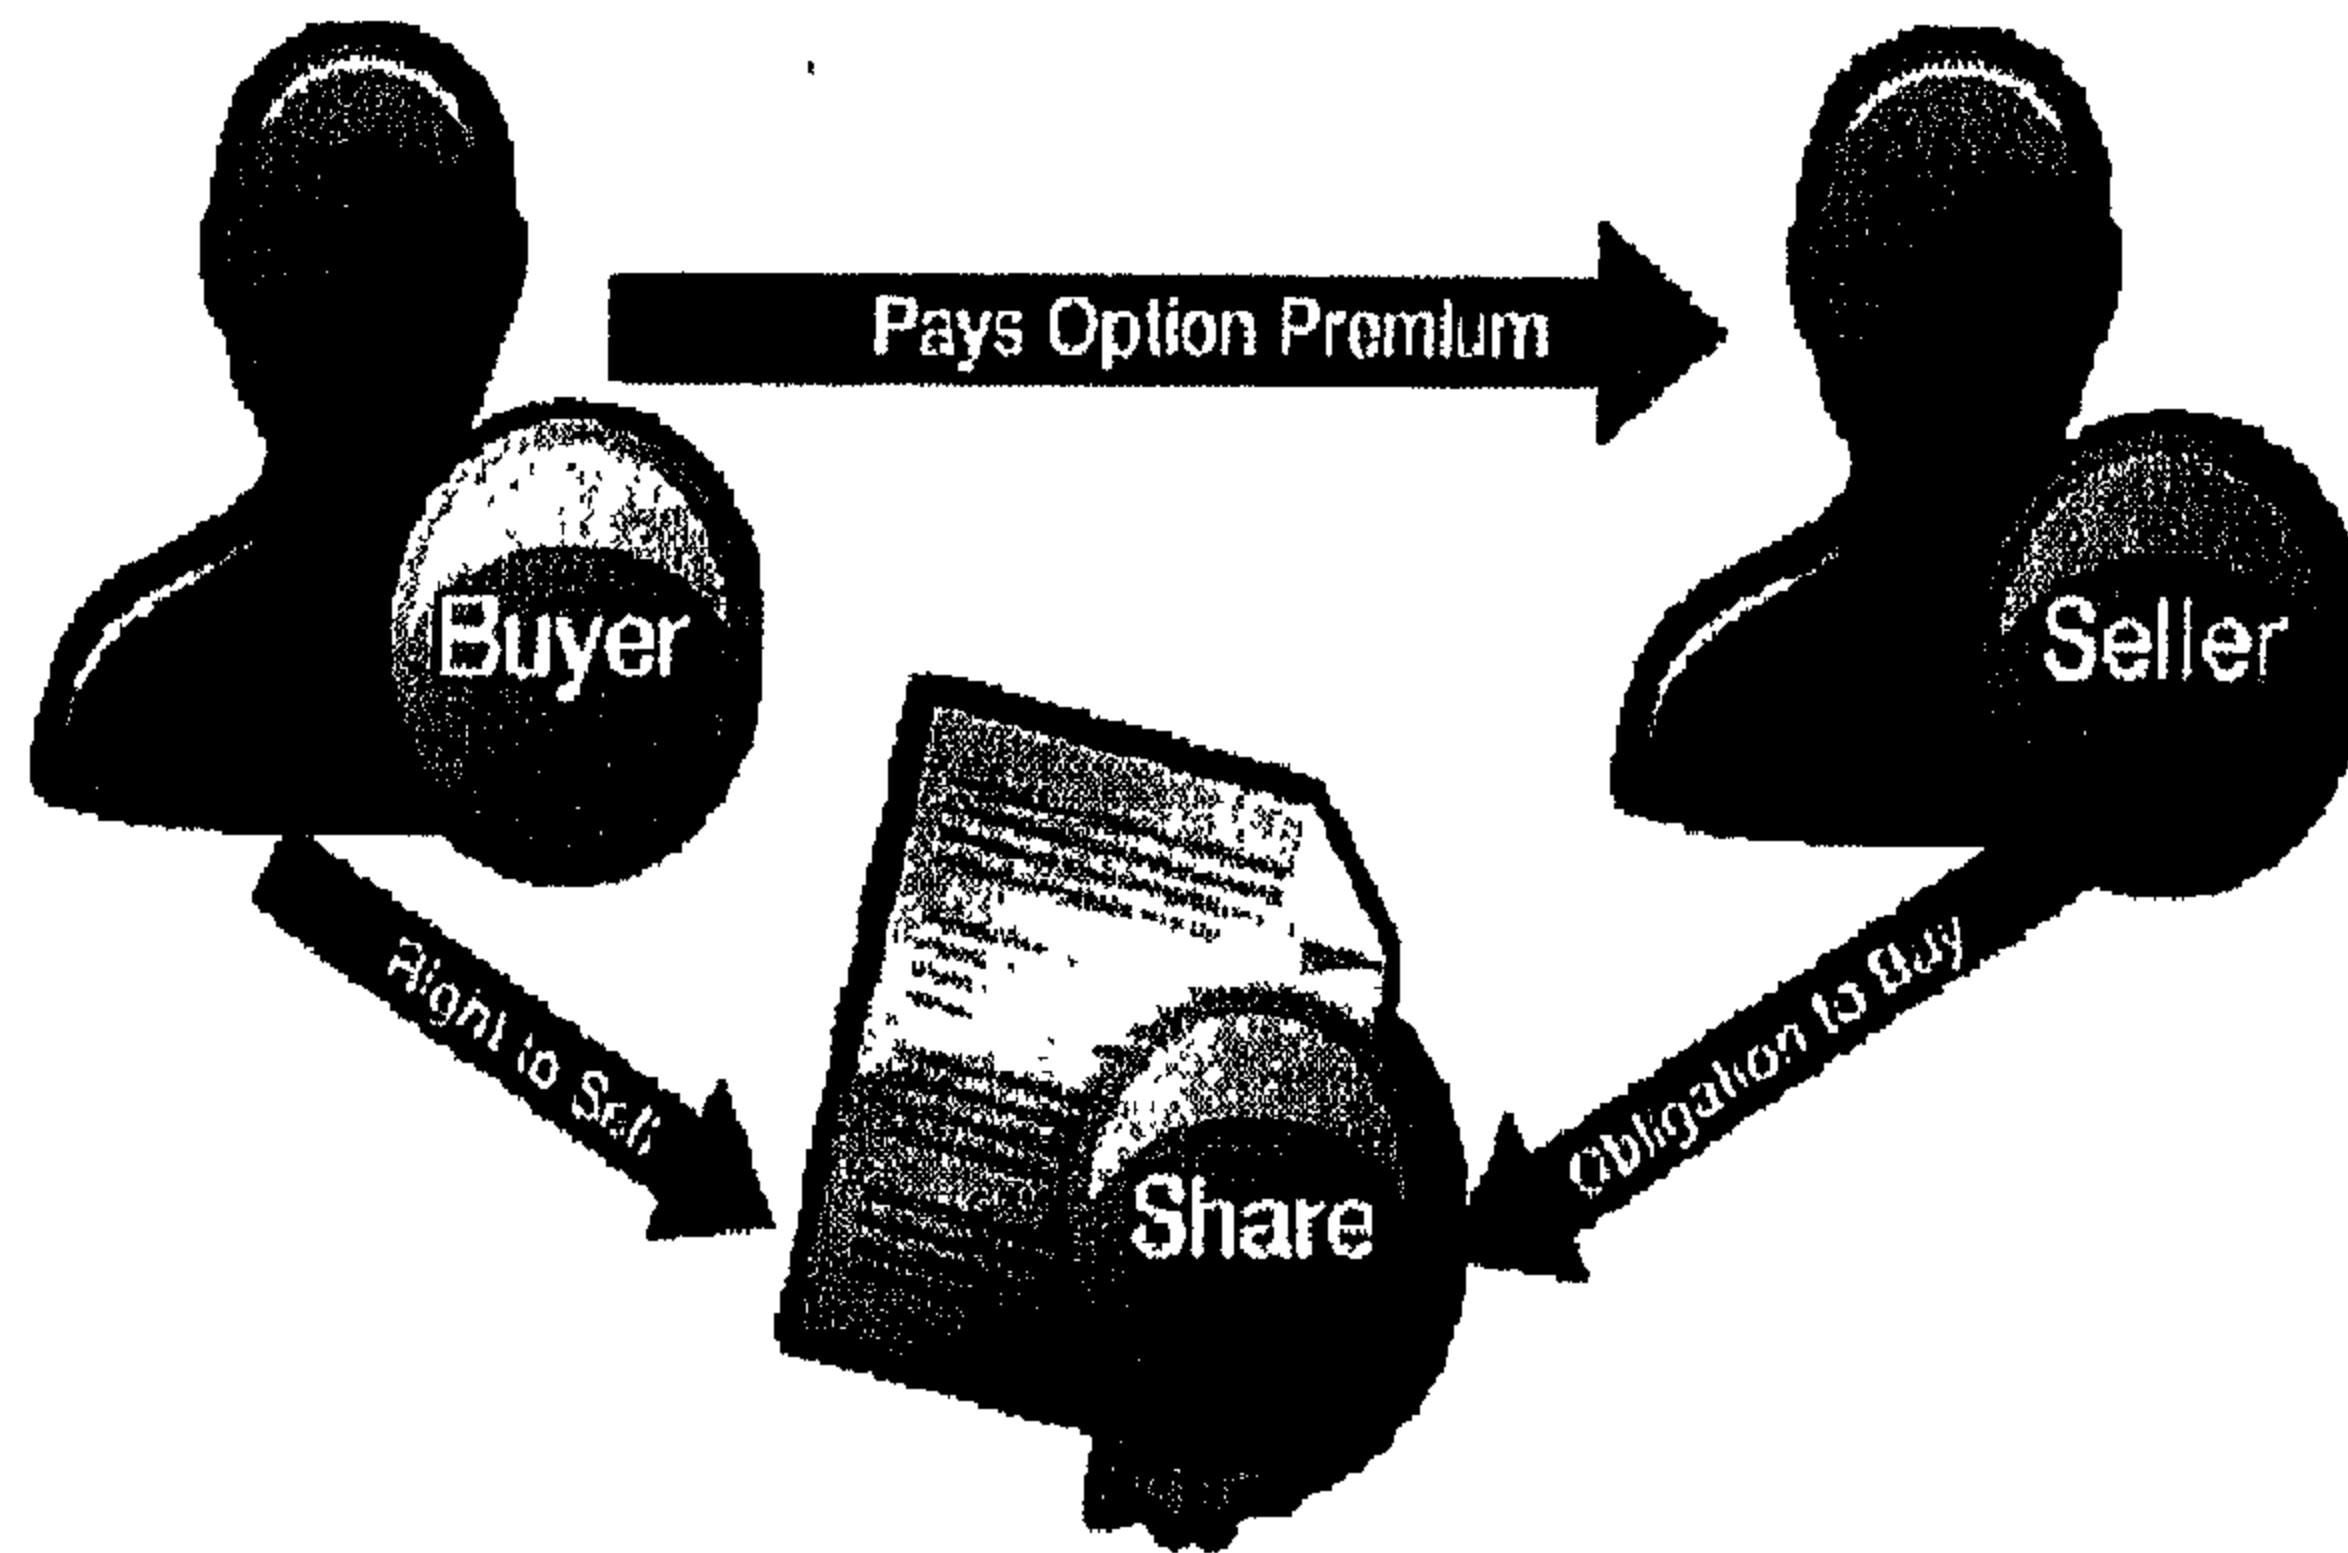 Pays Option Premium
Buyer
Seller
Right to Sell
Obligation to Buy
Share